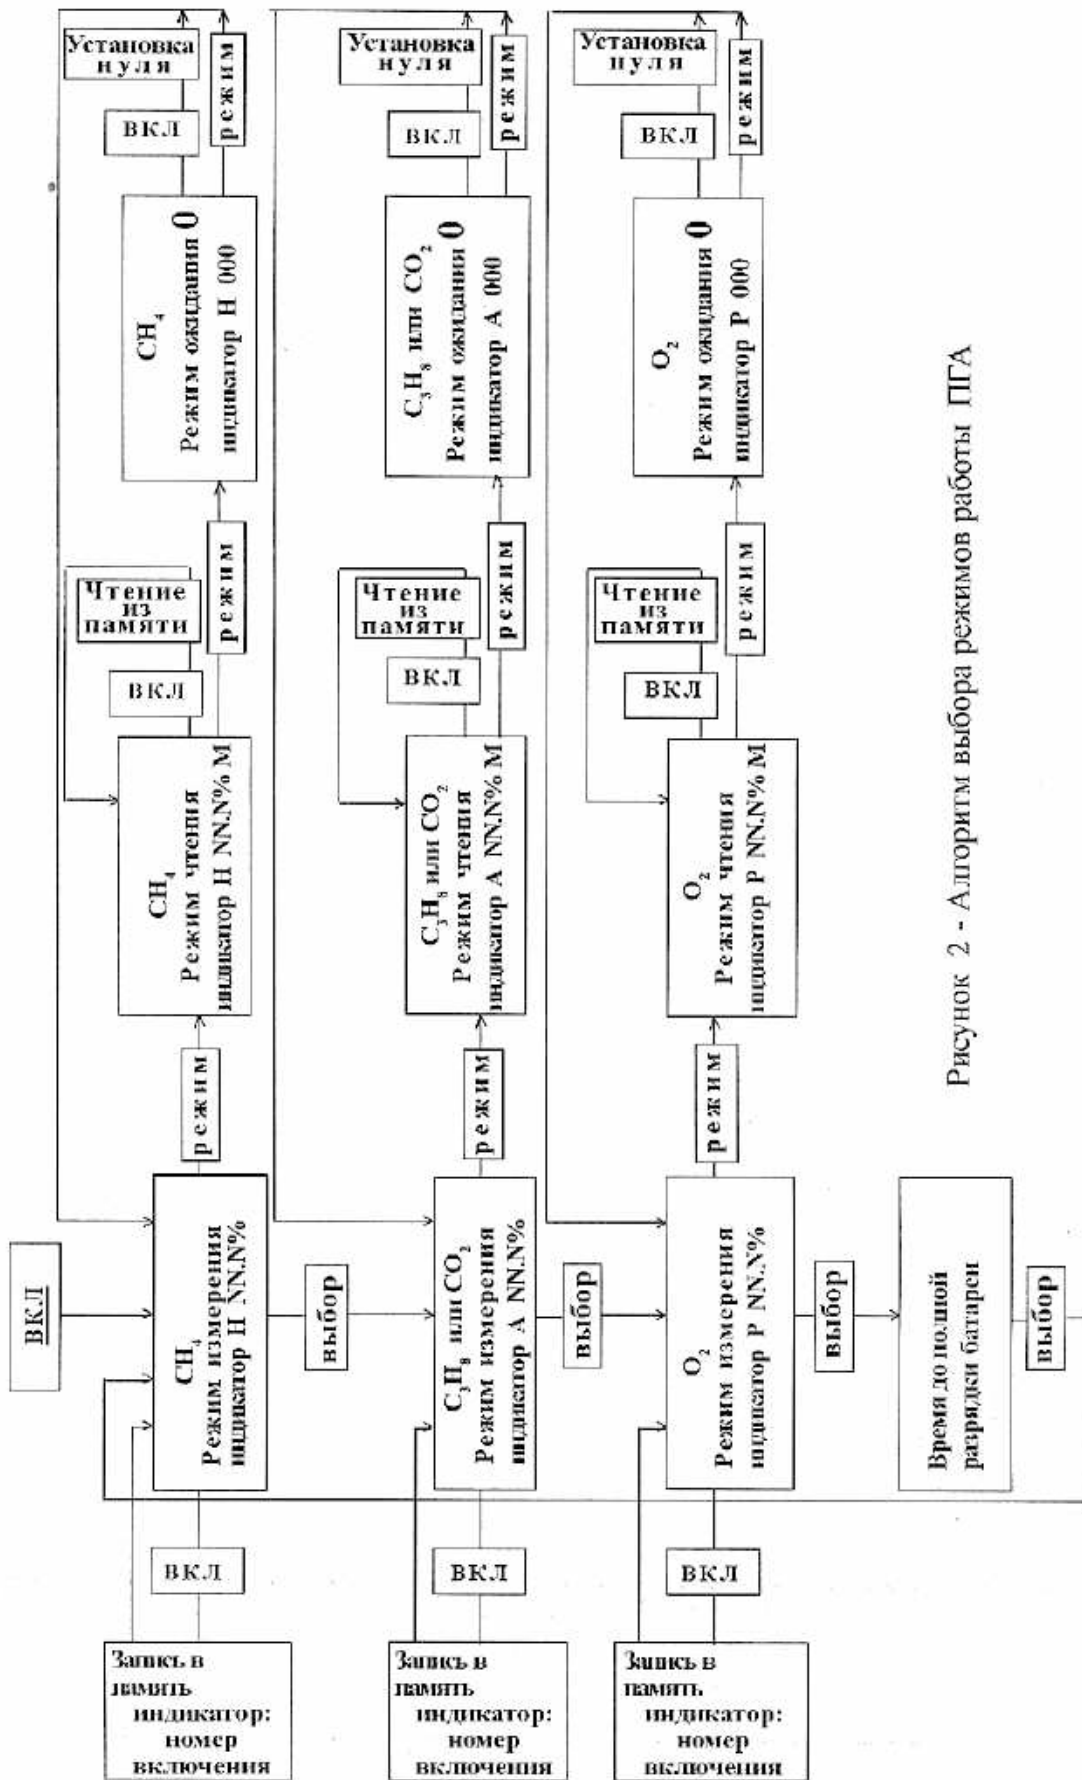 Установка
нуля
ВКЛ
режим
CH₄
Режим ожидания 0
индикатор Н 000
Чтение
из
памяти
режим
ВКЛ
CH₄
Режим чтения
индикатор Н NN.N% М
режим
ВКЛ
CH₄
Режим измерения
индикатор Н NN.N%
выбор
ВКЛ
Запись в
память
индикатор:
номер
включения
Установка
нуля
ВКЛ
режим
C₃H₈ или CO₂
Режим ожидания 0
индикатор А 000
Чтение
из
памяти
режим
ВКЛ
C₃H₈ или CO₂
Режим чтения
индикатор А NN.N% М
режим
C₃H₈ или CO₂
Режим измерения
индикатор А NN.N%
выбор
ВКЛ
Запись в
память
индикатор:
номер
включения
Установка
нуля
ВКЛ
режим
O₂
Режим ожидания 0
индикатор Р 000
Чтение
из
памяти
режим
ВКЛ
O₂
Режим чтения
индикатор Р NN.N% М
режим
O₂
Режим измерения
индикатор Р NN.N%
выбор
ВКЛ
Запись в
память
индикатор:
номер
включения
Время до полной
разрядки батареи
выбор
Рисунок 2 - Алгоритм выбора режимов работы ПГА